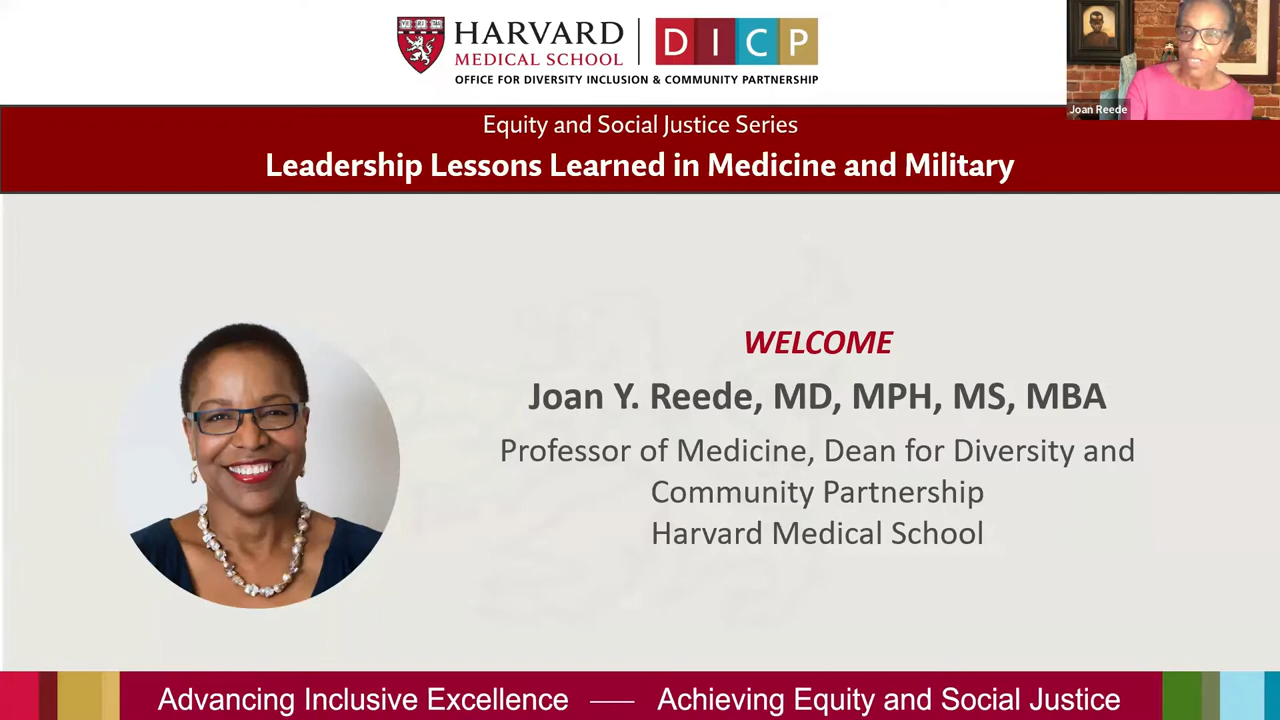 HARVARD
MEDICAL SCHOOL
DICP
OFFICE FOR DIVERSITY INCLUSION & COMMUNITY PARTNERSHIP
Joan Reede
Equity and Social Justice Series
Leadership Lessons Learned in Medicine and Military
WELCOME
Joan Y. Reede, MD, MPH, MS, MBA
Professor of Medicine, Dean for Diversity and
Community Partnership
Harvard Medical School
Advancing Inclusive Excellence —— Achieving Equity and Social Justice